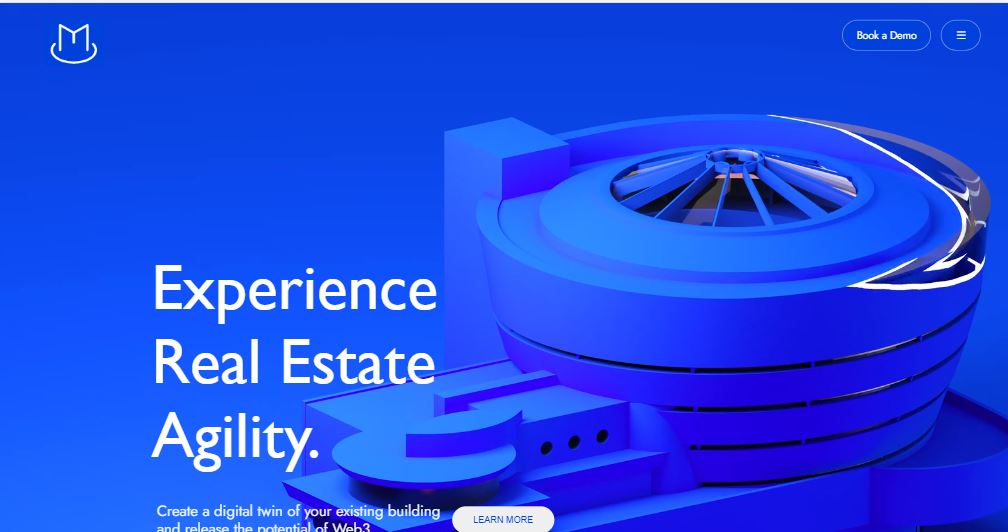 Book a Demo
Experience
Real Estate
Agility.
Create a digital twin of your existing building
and release the potential of Web3
LEARN MORE